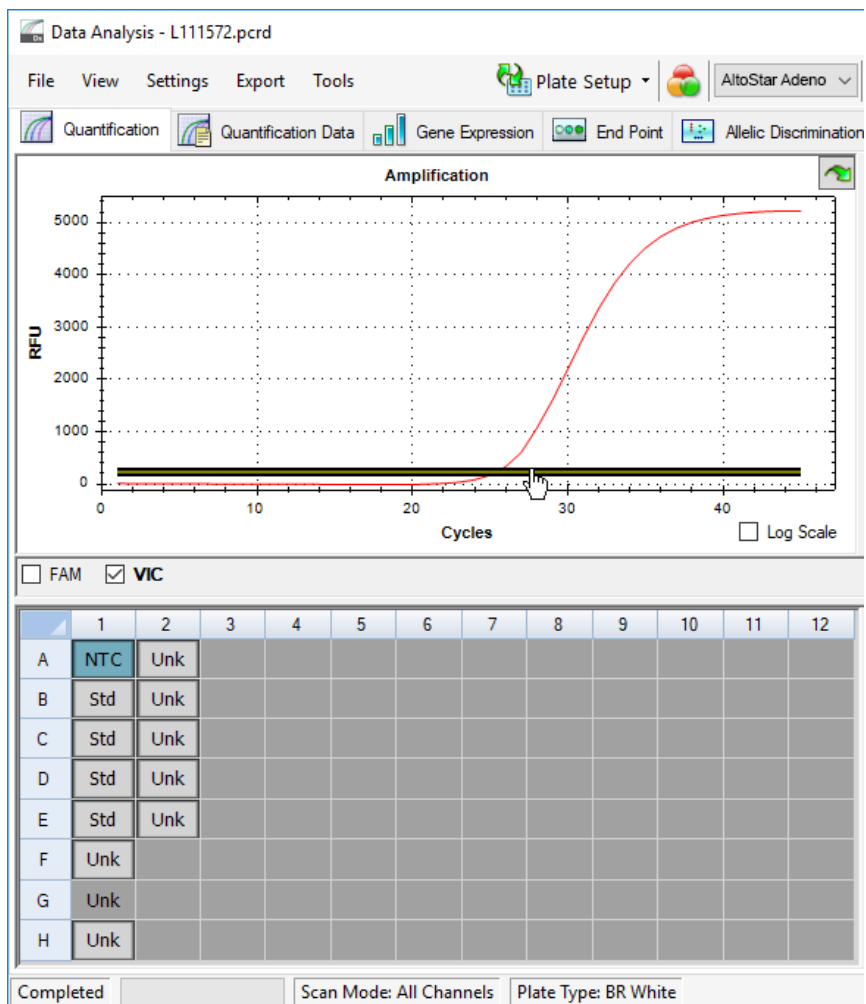 Data Analysis - L111572.pcrd
File View Settings Export Tools Plate Setup AltoStar Adeno
Quantification Quantification Data Gene Expression End Point Allelic Discrimination
Amplification
5000
4000
3000
2000
1000
0
RFU
0 10 20 30 40
Cycles
Log Scale
FAM VIC
1 2 3 4 5 6 7 8 9 10 11 12
A NTC Unk
B Std Unk
C Std Unk
D Std Unk
E Std Unk
F Unk
G Unk
H Unk
Completed Scan Mode: All Channels Plate Type: BR White